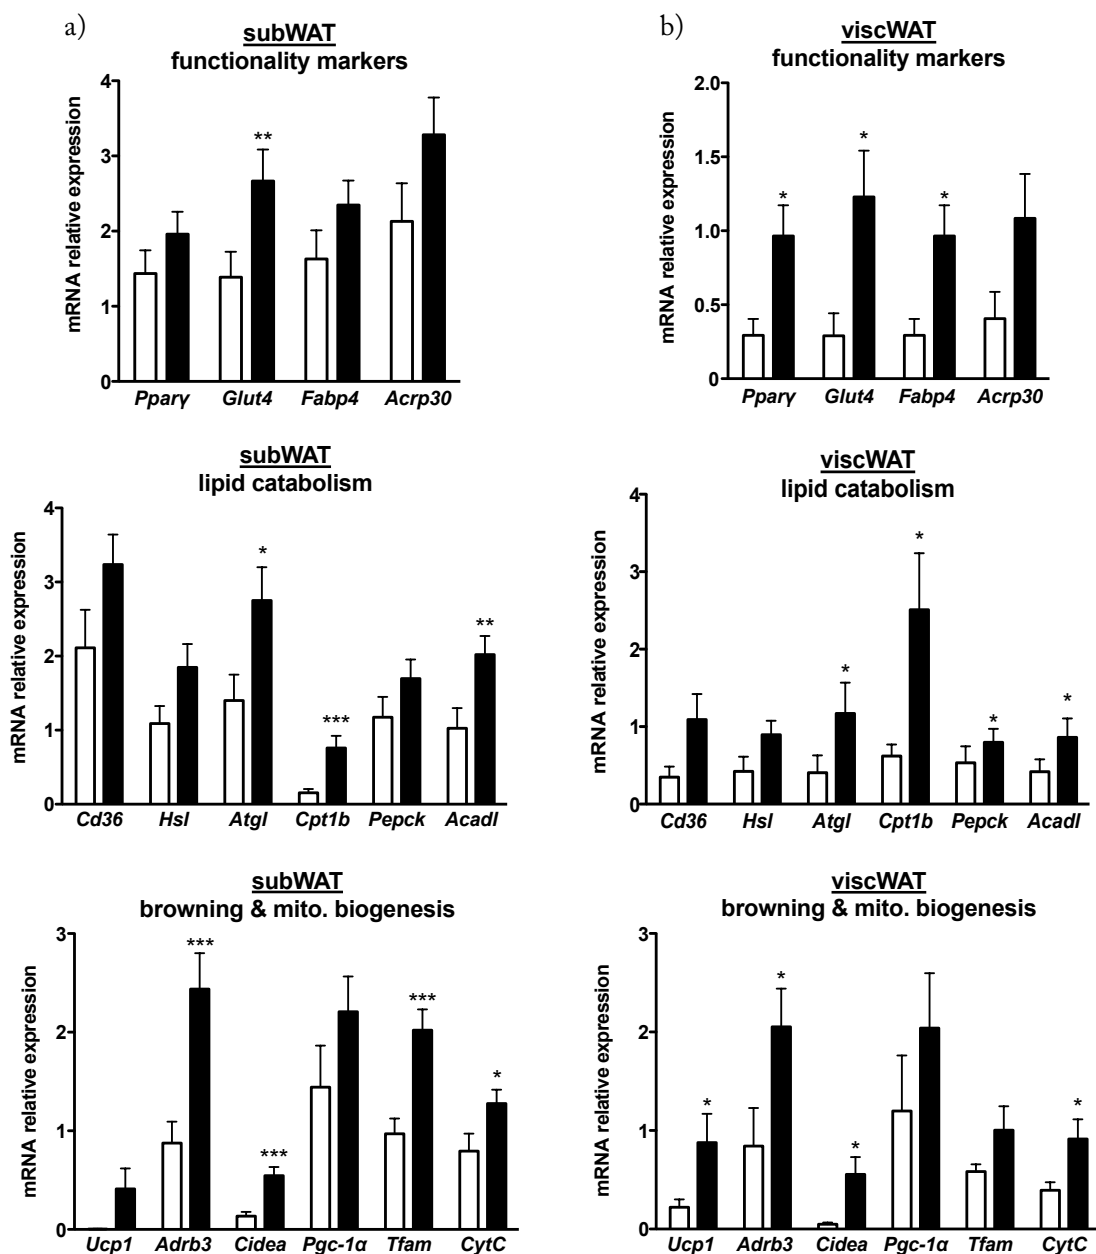 a)
subWAT
functionality markers
mRNA relative expression
4
3
2
1
0
**
Pparγ Glut4 Fabp4 Acrp30
b)
viscWAT
functionality markers
mRNA relative expression
2.0
1.5
1.0
0.5
0
* * *
Pparγ Glut4 Fabp4 Acrp30
subWAT
lipid catabolism
mRNA relative expression
4
3
2
1
0
* *** **
Cd36 Hsl Atgl Cpt1b Pepck Acadl
viscWAT
lipid catabolism
mRNA relative expression
4
3
2
1
0
* * * *
Cd36 Hsl Atgl Cpt1b Pepck Acadl
subWAT
browning & mito. biogenesis
mRNA relative expression
3
2
1
0
*** *** *** *
Ucp1 Adrb3 Cidea Pgc-1α Tfam CytC
viscWAT
browning & mito. biogenesis
mRNA relative expression
3
2
1
0
* * * *
Ucp1 Adrb3 Cidea Pgc-1α Tfam CytC